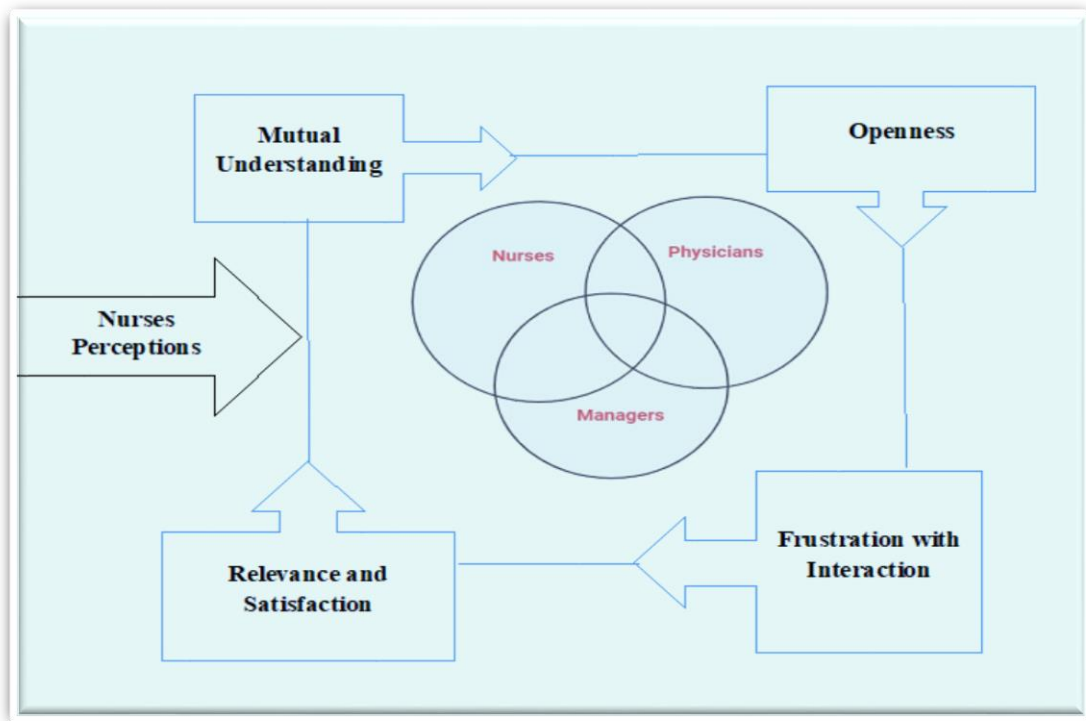 Mutual
Understanding
Openness
Nurses
Physicians
Nurses
Perceptions
Managers
Relevance and
Satisfaction
Frustration with
Interaction